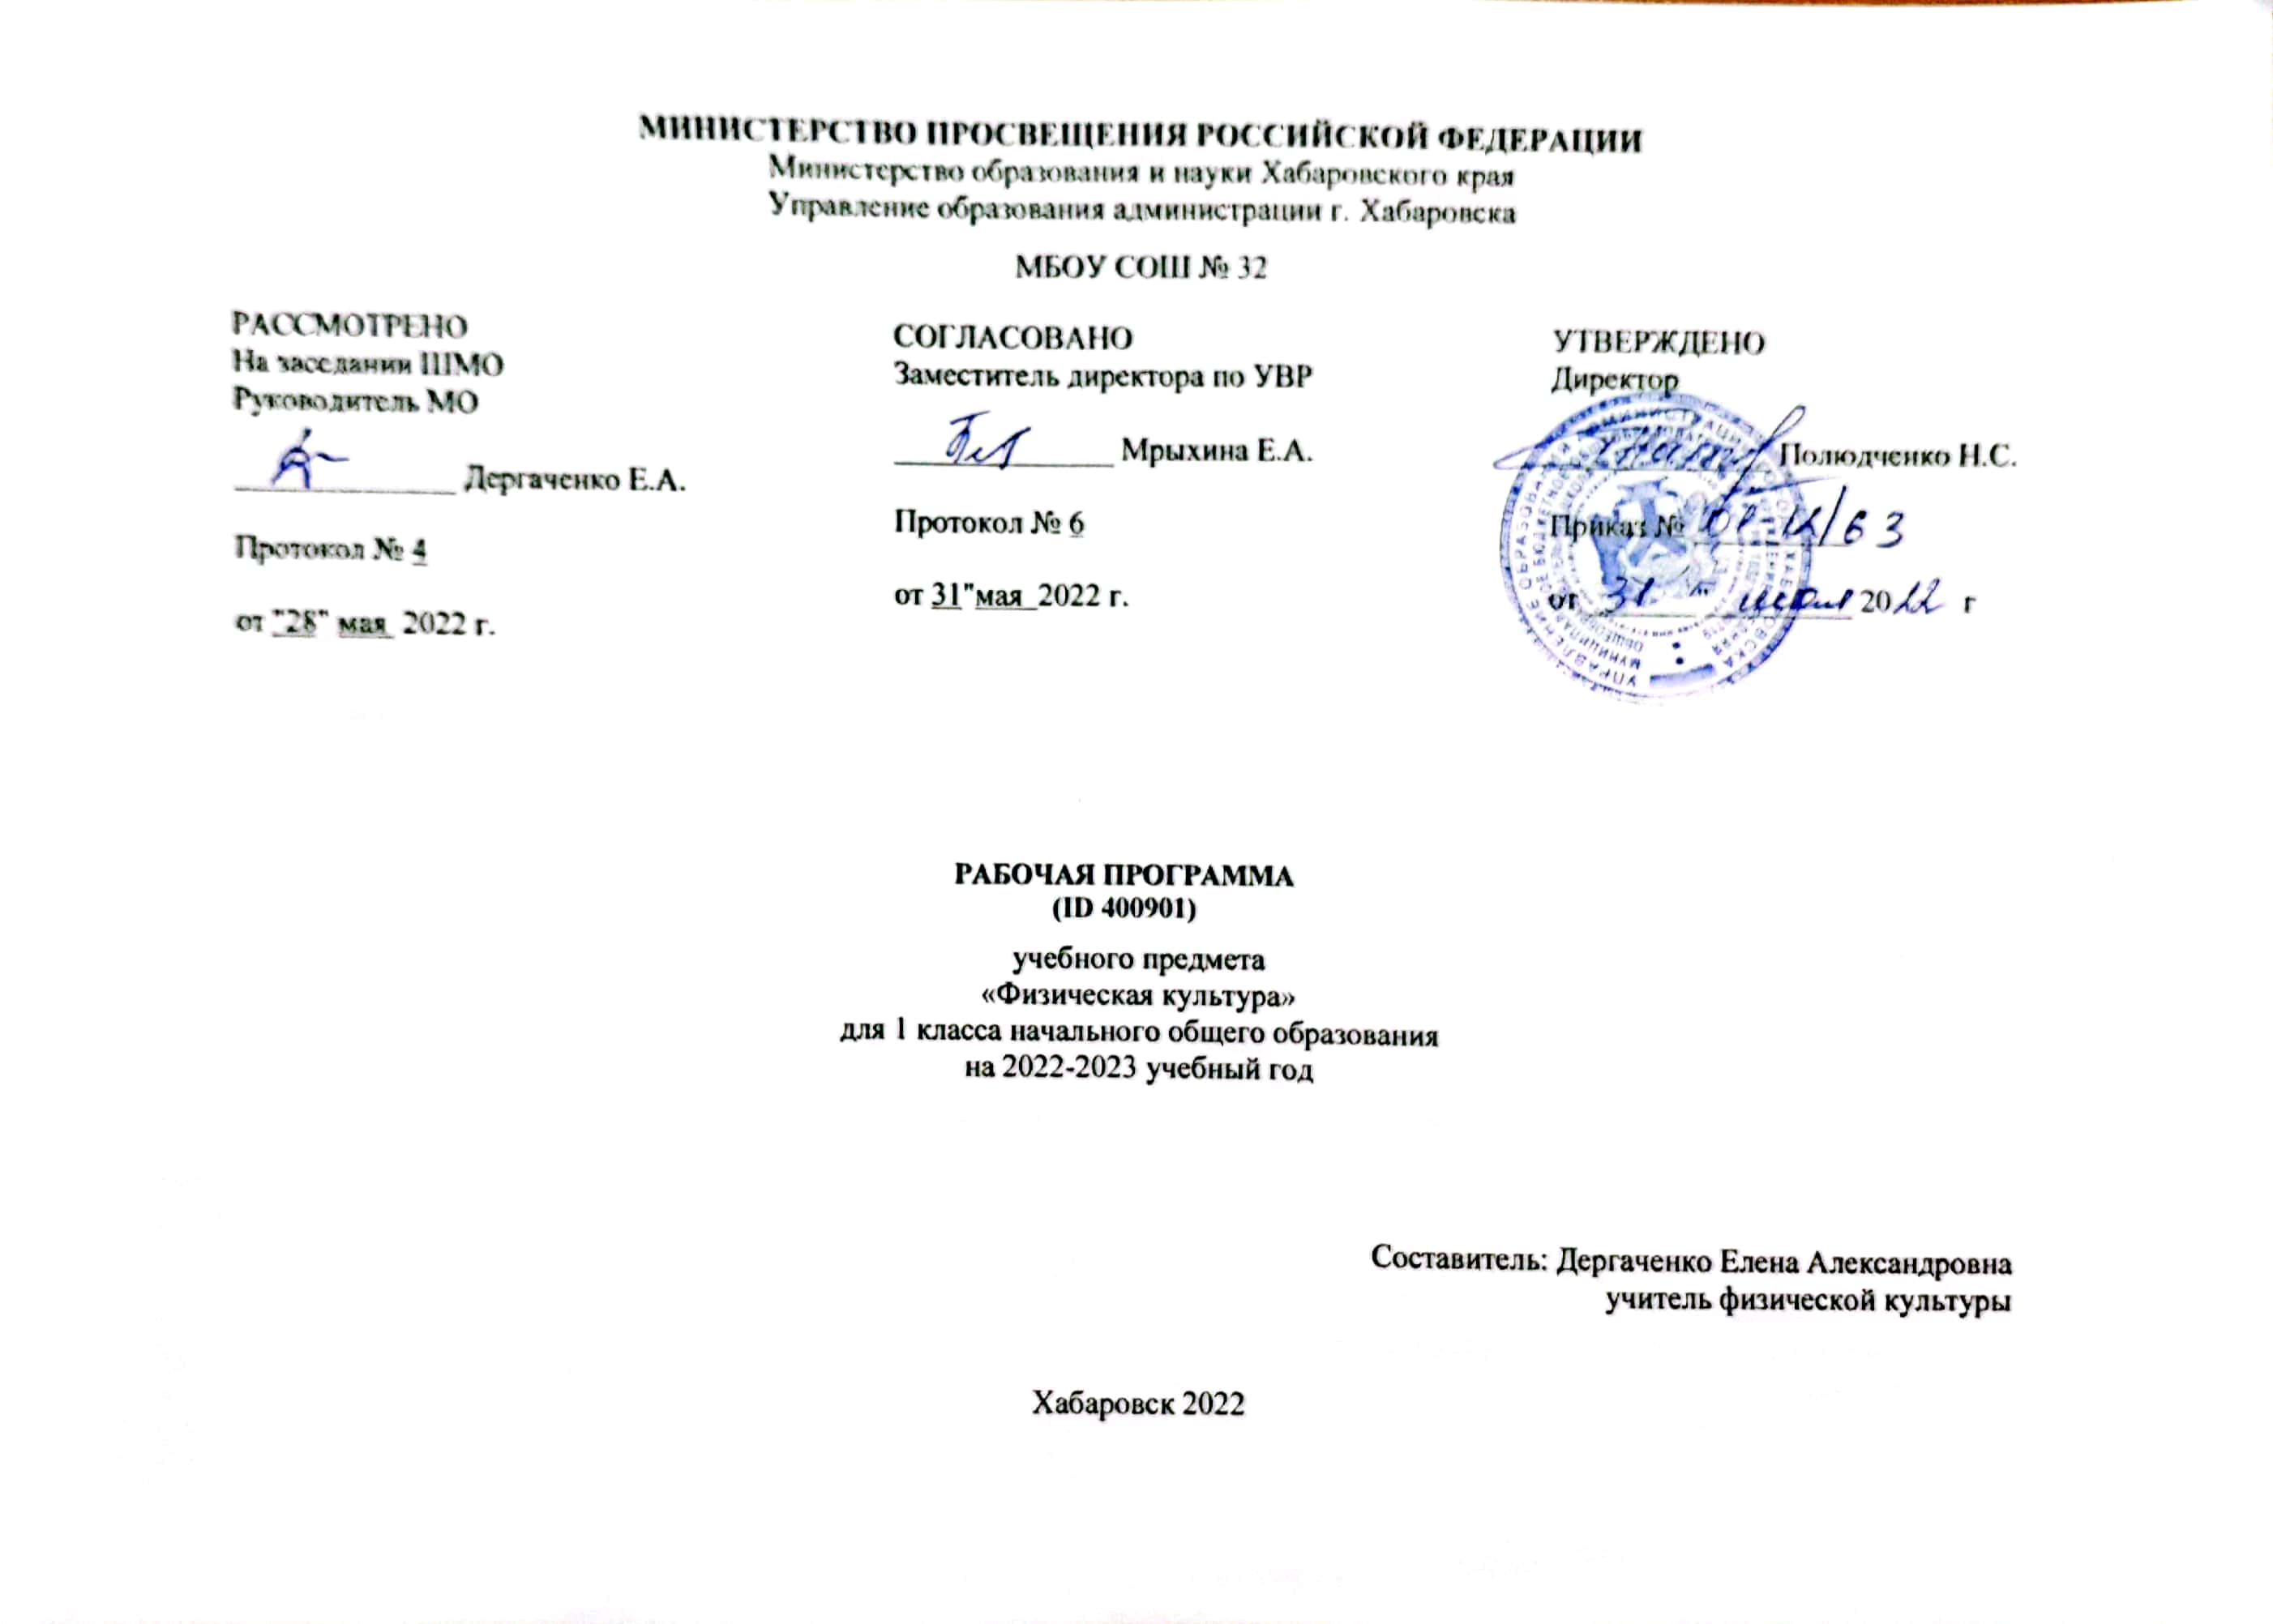 МИНИСТЕРСТВО ПРОСВЕЩЕНИЯ РОССИЙСКОЙ ФЕДЕРАЦИИ
Министерство образования и науки Хабаровского края
Управление образования администрации г. Хабаровска
МБОУ СОШ № 32
РАССМОТРЕНО
На заседании ШМО
Руководитель МО
Дергаченко Е.А.
Протокол № 4
от "28" мая 2022 г.
СОГЛАСОВАНО
Заместитель директора по УВР
Мрыхина Е.А.
Протокол № 6
от 31"мая 2022 г.
УТВЕРЖДЕНО
Директор
Полюдченко Н.С.
Приказ № /63
от 31 " 2022 г
РАБОЧАЯ ПРОГРАММА
(ID 400901)
учебного предмета
«Физическая культура»
для 1 класса начального общего образования
на 2022-2023 учебный год
Составитель: Дергаченко Елена Александровна
учитель физической культуры
Хабаровск 2022